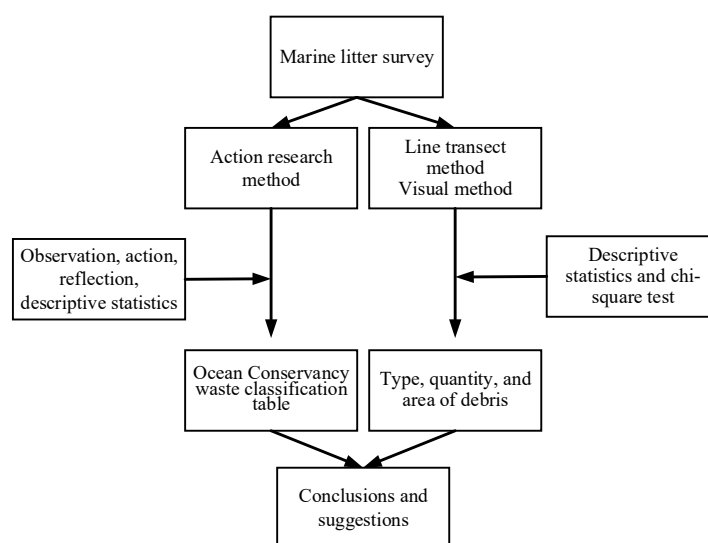 Marine litter survey
Action research
method
Line transect
method
Visual method
Observation, action,
reflection,
descriptive statistics
Descriptive
statistics and chi-
square test
Ocean Conservancy
waste classification
table
Type, quantity, and
area of debris
Conclusions and
suggestions